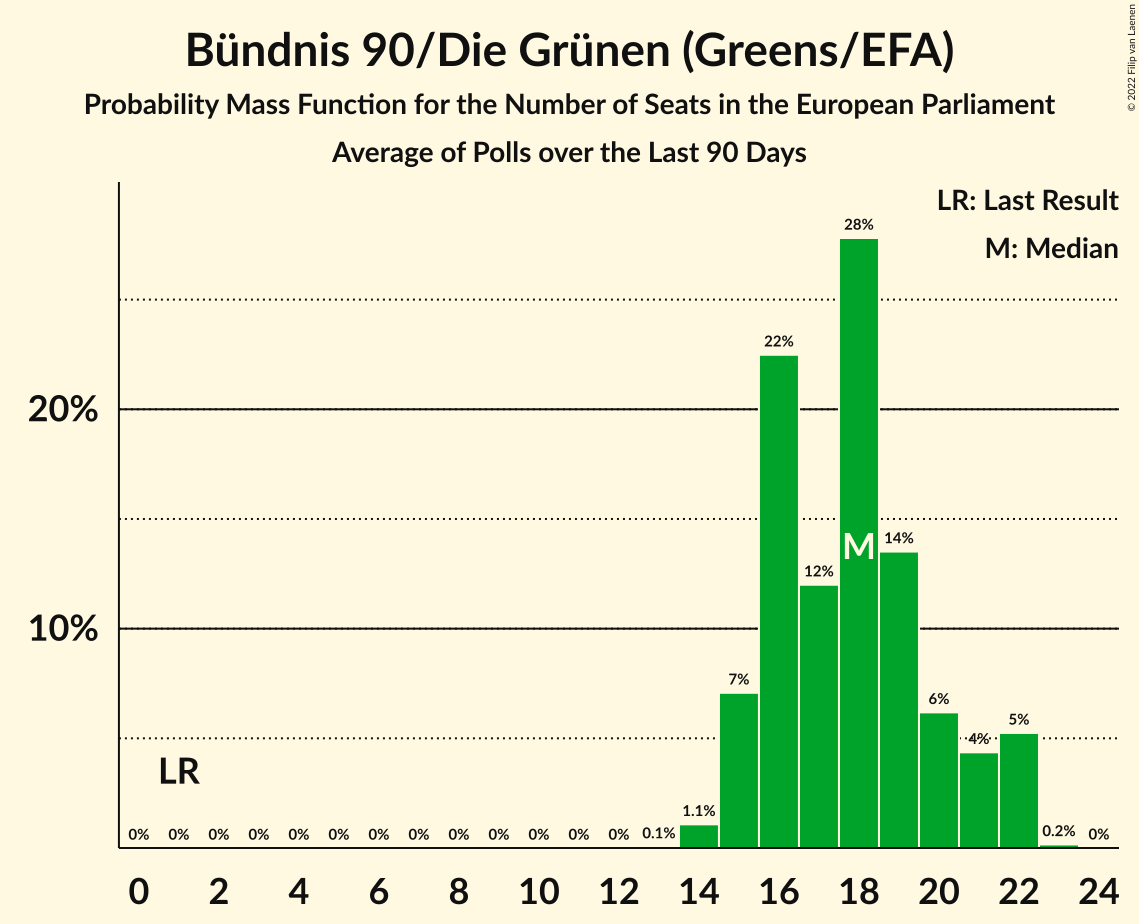 Bündnis 90/Die Grünen (Greens/EFA)
Probability Mass Function for the Number of Seats in the European Parliament
Average of Polls over the Last 90 Days
© 2022 Filip van Laenen
LR: Last Result
M: Median
28%
22%
20%
14%
M
12%
10%
7%
6%
5%
4%
LR
1.1%
0% 0% 0% 0% 0% 0% 0% 0% 0% 0% 0% 0% 0% 0.1% 0.2% 0%
0 2 4 6 8 10 12 14 16 18 20 22 24